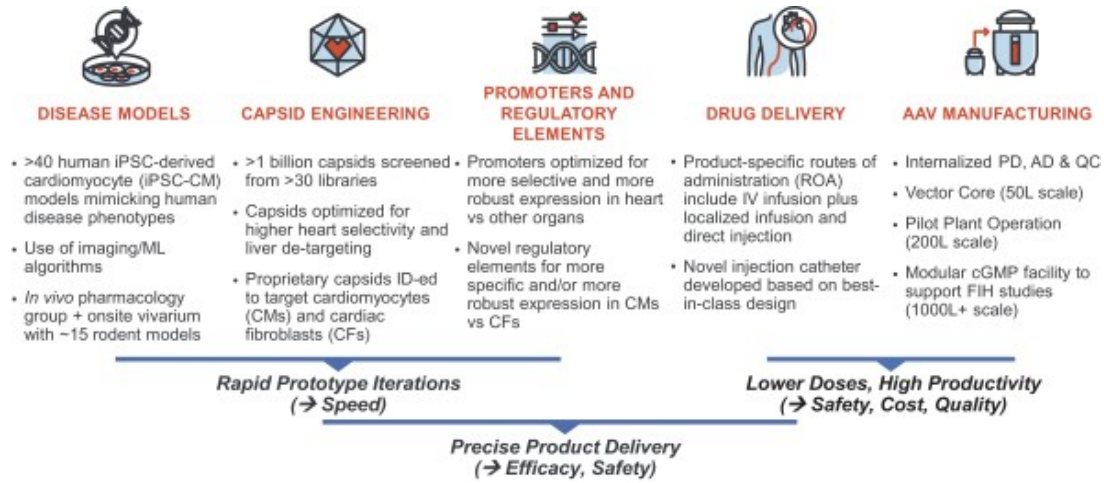 DISEASE MODELS
• >40 human iPSC-derived
cardiomyocyte (iPSC-CM)
models mimicking human
disease phenotypes
• Use of imaging/ML
algorithms
• In vivo pharmacology
group + onsite vivarium
with ~15 rodent models
CAPSID ENGINEERING
• >1 billion capsids screened
from >30 libraries
• Capsids optimized for
higher heart selectivity and
liver de-targeting
• Proprietary capsids ID-ed
to target cardiomyocytes
(CMs) and cardiac
fibroblasts (CFs)
PROMOTERS AND
REGULATORY
ELEMENTS
• Promoters optimized for
more selective and more
robust expression in heart
vs other organs
• Novel regulatory
elements for more
specific and/or more
robust expression in CMs
vs CFs
DRUG DELIVERY
• Product-specific routes of
administration (ROA)
include IV infusion plus
localized infusion and
direct injection
• Novel injection catheter
developed based on best-
in-class design
AAV MANUFACTURING
• Internalized PD, AD & QC
• Vector Core (50L scale)
• Pilot Plant Operation
(200L scale)
• Modular cGMP facility to
support FIH studies
(1000L+ scale)
Rapid Prototype Iterations
(→ Speed)
Lower Doses, High Productivity
(→ Safety, Cost, Quality)
Precise Product Delivery
(→ Efficacy, Safety)